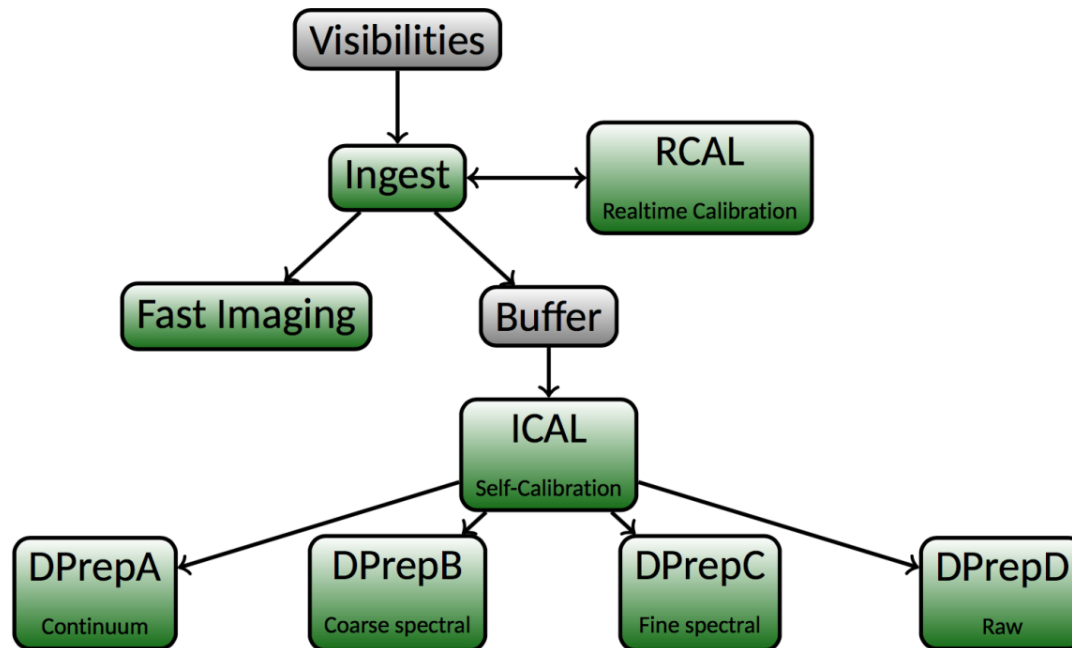 Visibilities
Ingest
RCAL
Realtime Calibration
Fast Imaging
Buffer
ICAL
Self-Calibration
DPrepA
Continuum
DPrepB
Coarse spectral
DPrepC
Fine spectral
DPrepD
Raw